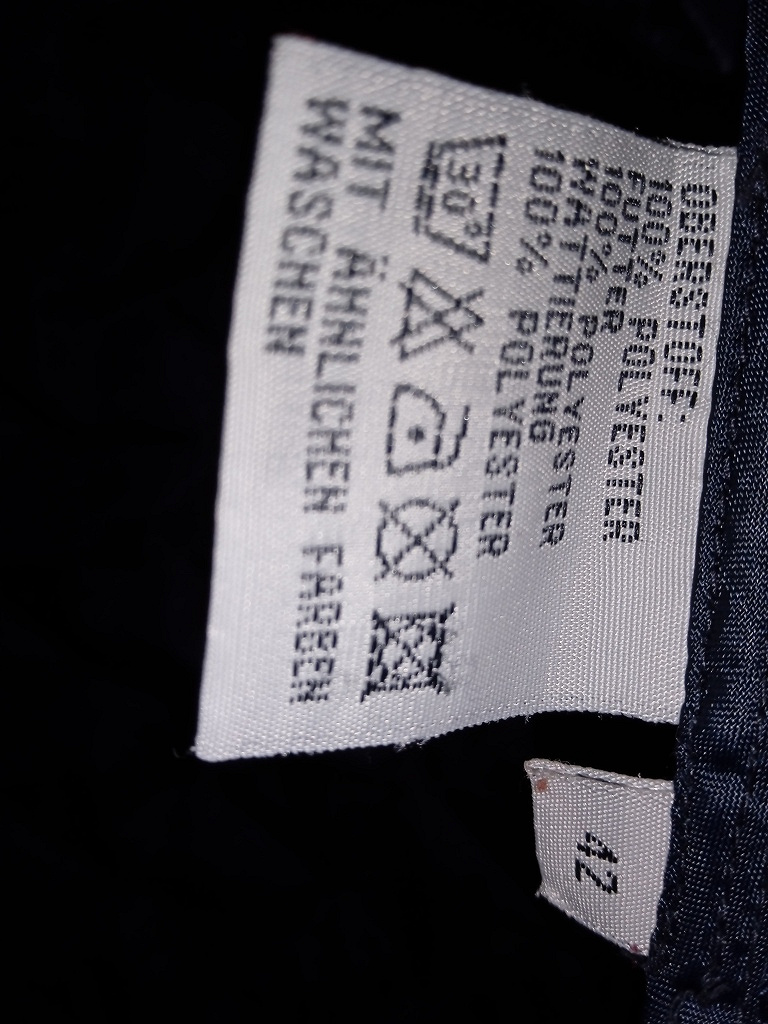 OBERSTOFF:
100% POLYESTER
FUTTER
100% POLYESTER
WATTIERUNG
100% POLYESTER
30°
MIT ÄHNLICHEN FARBEN
WASCHEN
42